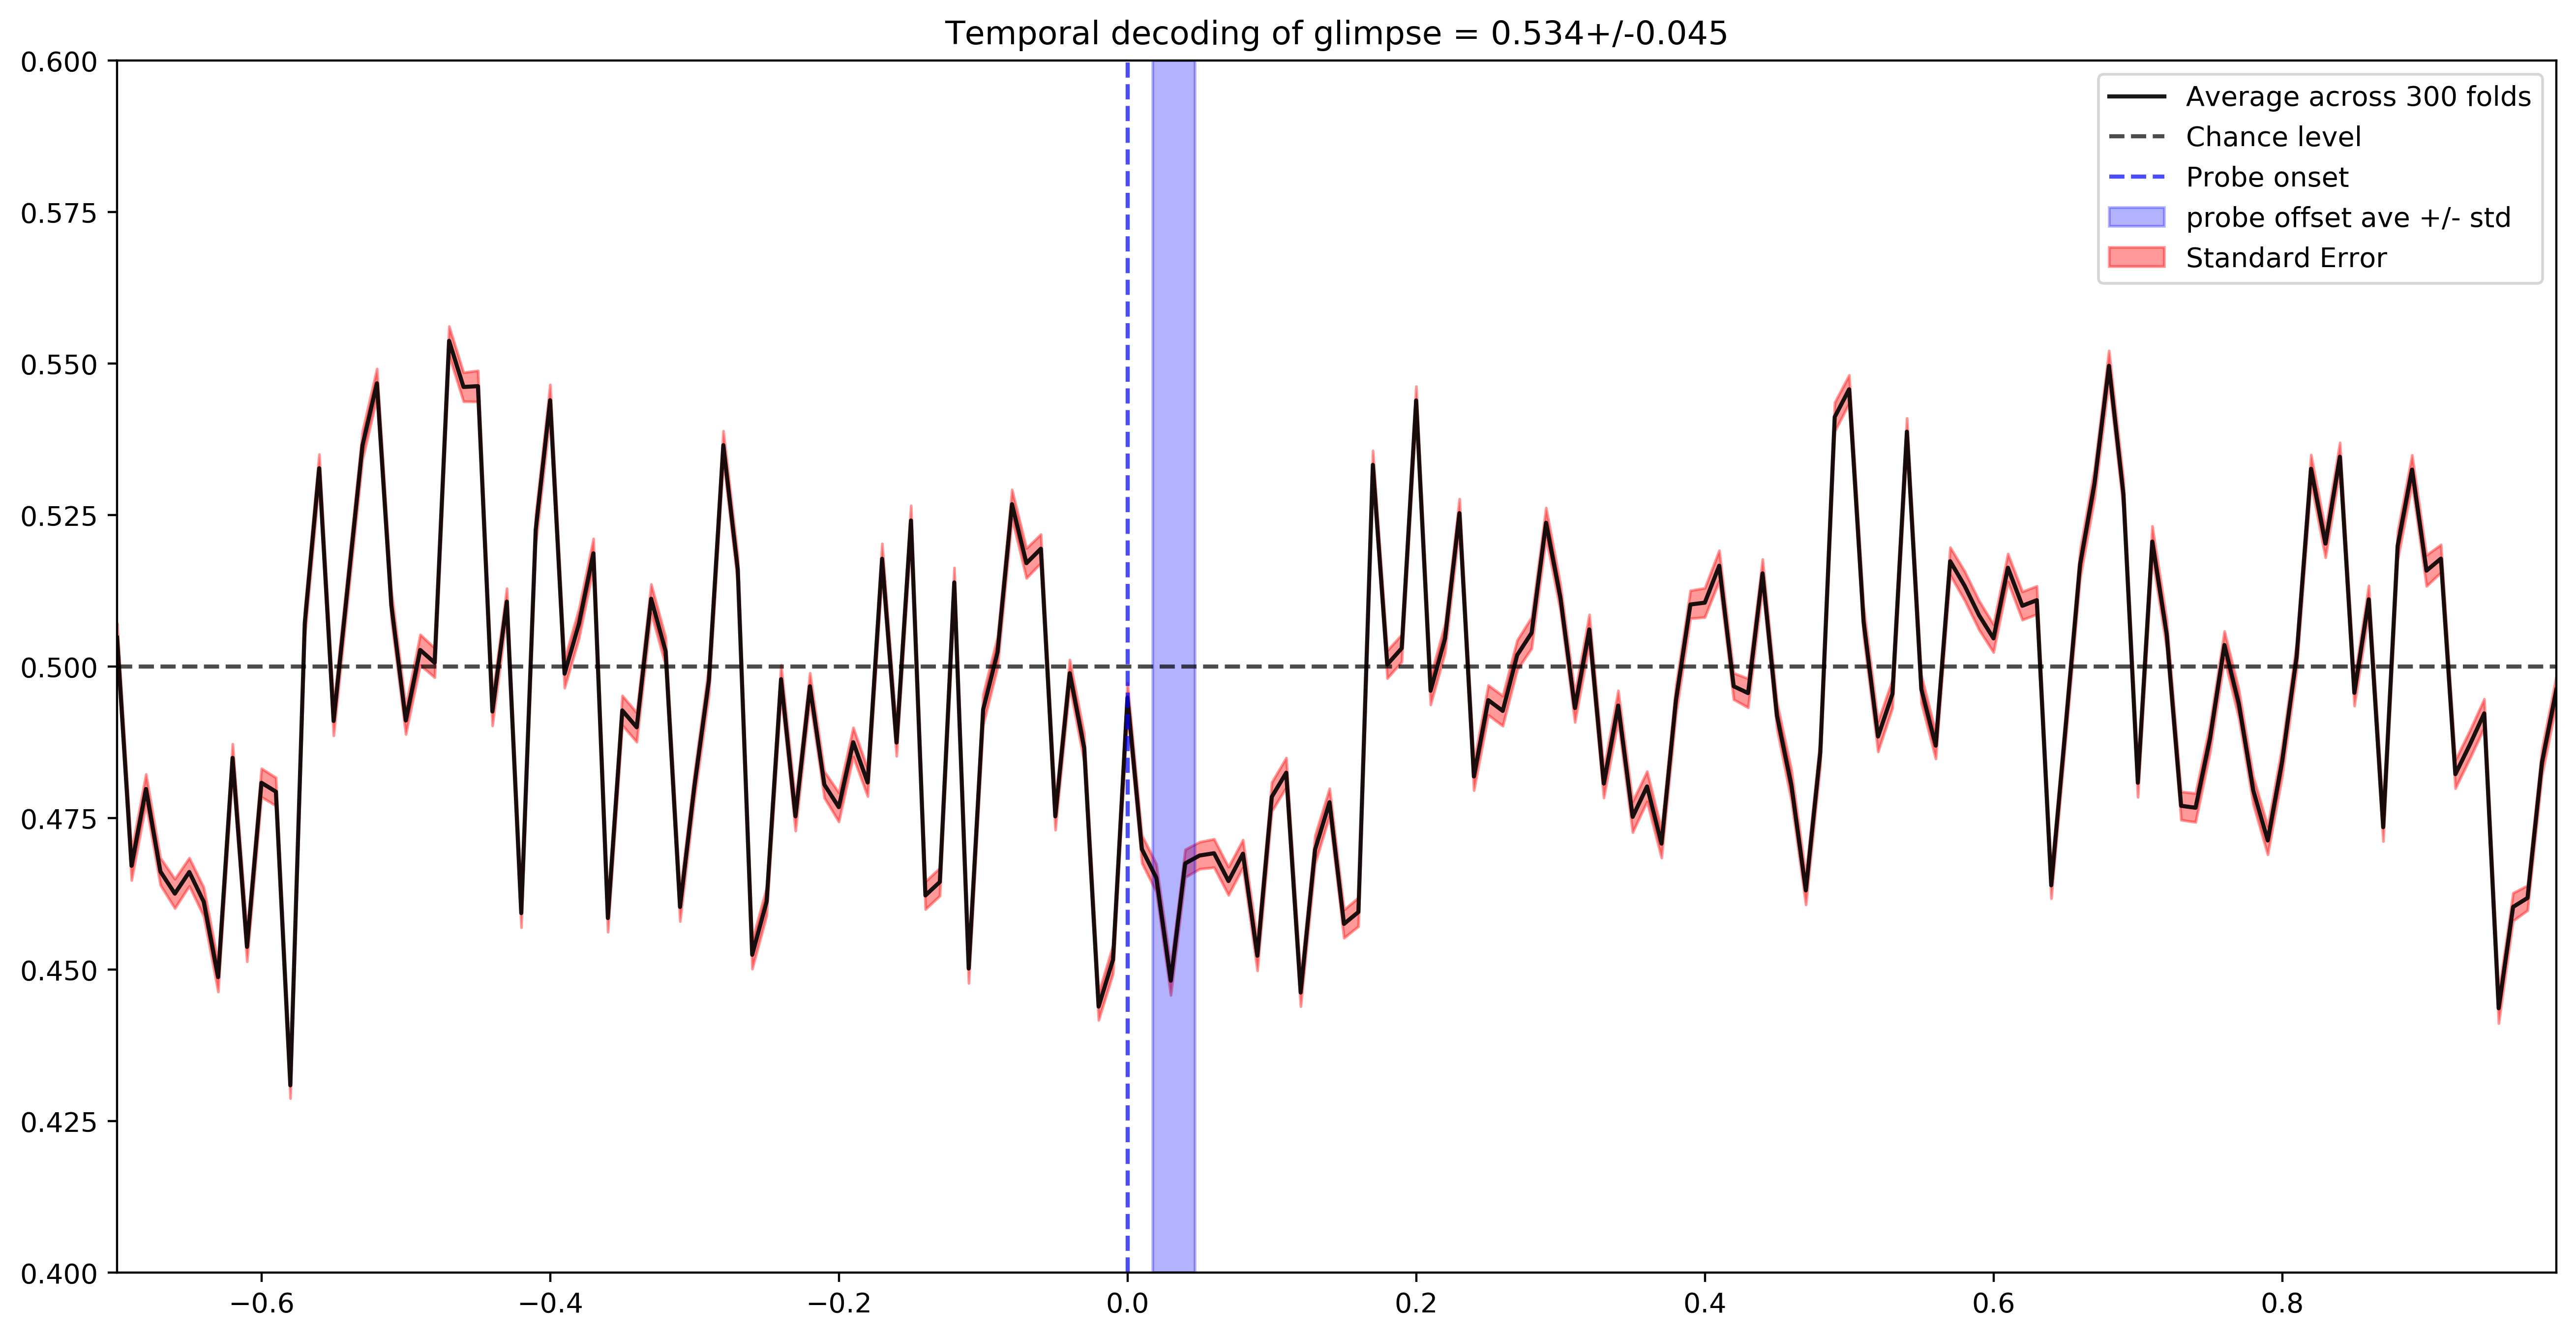 Temporal decoding of glimpse = 0.534+/-0.045
0.600
0.575
0.550
0.525
0.500
0.475
0.450
0.425
0.400
Average across 300 folds
Chance level
Probe onset
probe offset ave +/- std
Standard Error
−0.6 −0.4 −0.2 0.0 0.2 0.4 0.6 0.8